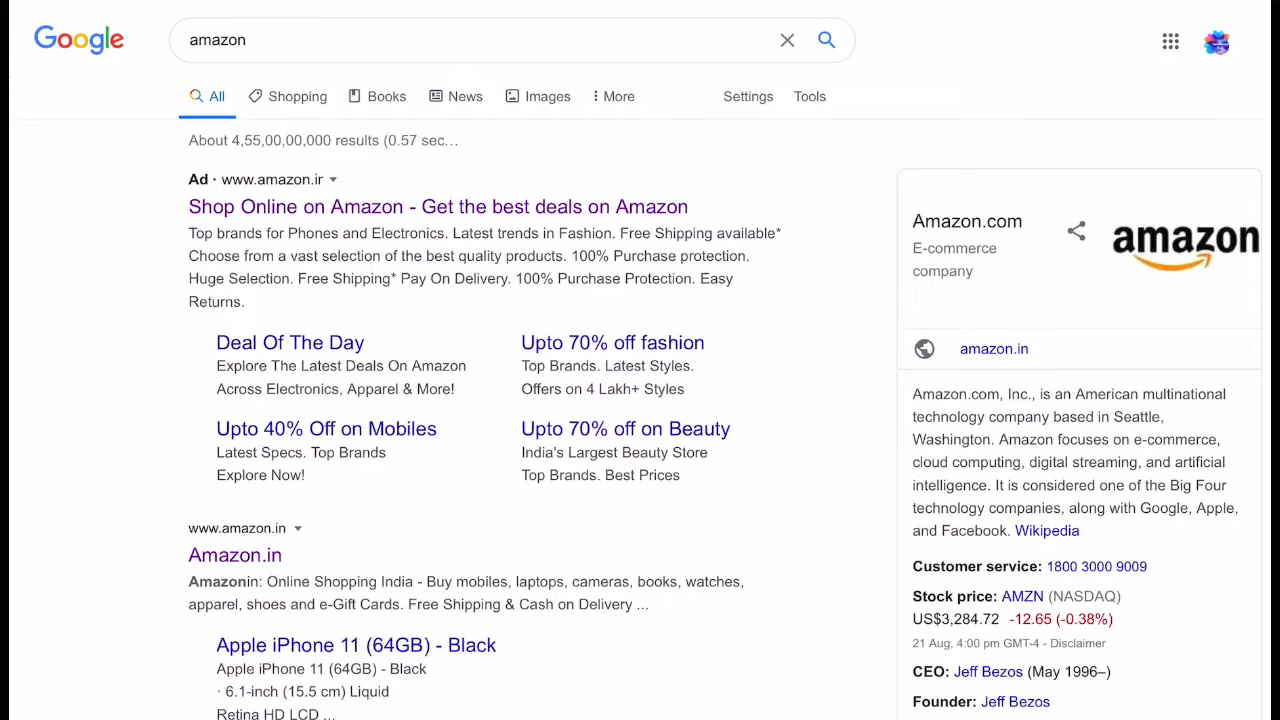 Google
amazon
All
Shopping
Books
News
Images
More
Settings
Tools
About 4,55,00,00,000 results (0.57 sec…
Ad · www.amazon.ir
Shop Online on Amazon - Get the best deals on Amazon
Top brands for Phones and Electronics. Latest trends in Fashion. Free Shipping available*
Choose from a vast selection of the best quality products. 100% Purchase protection.
Huge Selection. Free Shipping* Pay On Delivery. 100% Purchase Protection. Easy
Returns.
Deal Of The Day
Explore The Latest Deals On Amazon
Across Electronics, Apparel & More!
Upto 70% off fashion
Top Brands. Latest Styles.
Offers on 4 Lakh+ Styles
Upto 40% Off on Mobiles
Latest Specs. Top Brands
Explore Now!
Upto 70% off on Beauty
India's Largest Beauty Store
Top Brands. Best Prices
www.amazon.in
Amazon.in
Amazonin: Online Shopping India - Buy mobiles, laptops, cameras, books, watches,
apparel, shoes and e-Gift Cards. Free Shipping & Cash on Delivery ...
Apple iPhone 11 (64GB) - Black
Apple iPhone 11 (64GB) - Black
· 6.1-inch (15.5 cm) Liquid
Retina HD LCD ...
Amazon.com
E-commerce
company
amazon
amazon.in
Amazon.com, Inc., is an American multinational
technology company based in Seattle,
Washington. Amazon focuses on e-commerce,
cloud computing, digital streaming, and artificial
intelligence. It is considered one of the Big Four
technology companies, along with Google, Apple,
and Facebook. Wikipedia
Customer service: 1800 3000 9009
Stock price: AMZN (NASDAQ)
US$3,284.72 -12.65 (-0.38%)
21 Aug, 4:00 pm GMT-4 - Disclaimer
CEO: Jeff Bezos (May 1996–)
Founder: Jeff Bezos